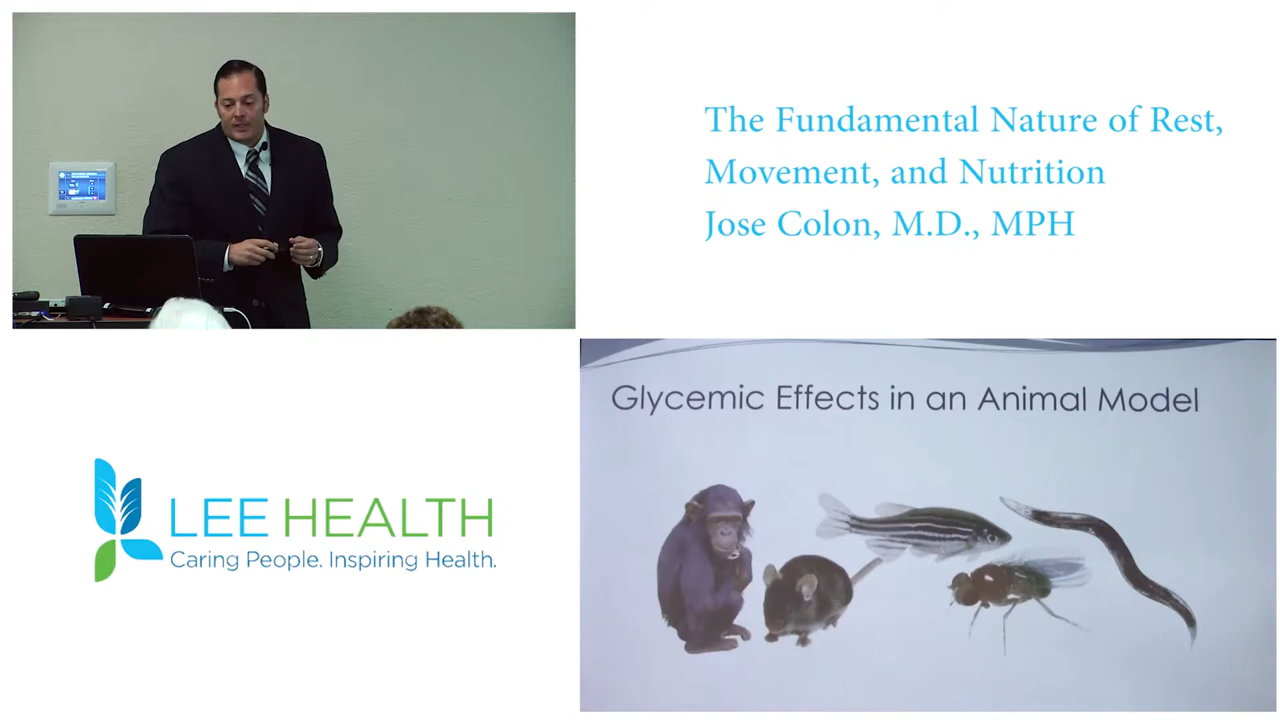 The Fundamental Nature of Rest,
Movement, and Nutrition
Jose Colon, M.D., MPH
LEE HEALTH
Caring People. Inspiring Health.
Glycemic Effects in an Animal Model